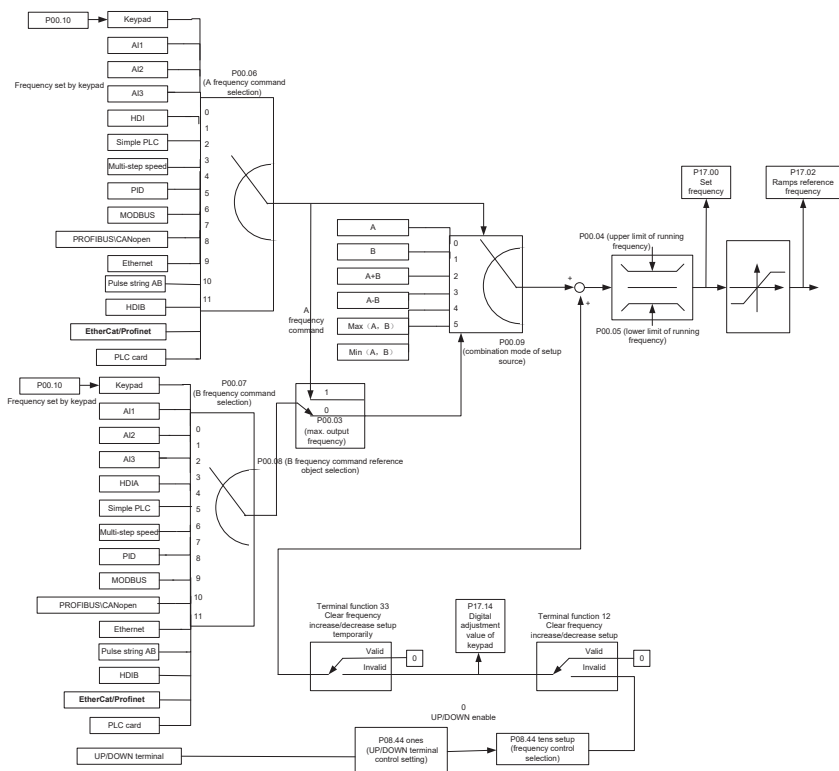 P00.10
Keypad
AI1
AI2
Frequency set by keypad
AI3
HDI
Simple PLC
Multi-step speed
PID
MODBUS
PROFIBUS\CANopen
Ethernet
Pulse string AB
HDIB
EtherCat/Profinet
PLC card
P00.06
(A frequency command
selection)
0
1
2
3
4
5
6
7
8
9
10
11
A
frequency
command
A
B
A+B
A-B
Max（A，B）
Min（A，B）
0
1
2
3
4
5
P00.09
(combination mode of setup
source)
+
+
P00.04 (upper limit of running
frequency)
P00.05 (lower limit of running
frequency)
P17.00
Set
frequency
P17.02
Ramps reference
frequency
P00.10
Frequency set by keypad
Keypad
AI1
AI2
AI3
HDIA
Simple PLC
Multi-step speed
PID
MODBUS
PROFIBUS\CANopen
Ethernet
Pulse string AB
HDIB
EtherCat/Profinet
PLC card
P00.07
(B frequency command
selection)
0
1
2
3
4
5
6
7
8
9
10
11
1
0
P00.03
(max. output
frequency)
P00.08 (B frequency command reference
object selection)
Terminal function 33
Clear frequency
increase/decrease setup
temporarily
Valid
Invalid
0
P17.14
Digital
adjustment
value of
keypad
Terminal function 12
Clear frequency
increase/decrease setup
Valid
Invalid
0
0
UP/DOWN enable
UP/DOWN terminal
P08.44 ones
(UP/DOWN terminal
control setting)
P08.44 tens setup
(frequency control
selection)